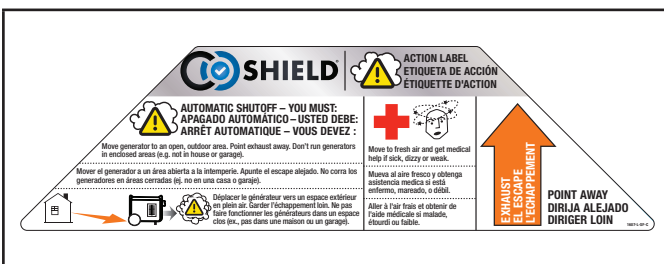 CO SHIELD®
ACTION LABEL
ETIQUETA DE ACCIÓN
ÉTIQUETTE D'ACTION
AUTOMATIC SHUTOFF – YOU MUST:
APAGADO AUTOMÁTICO – USTED DEBE:
ARRÊT AUTOMATIQUE – VOUS DEVEZ :
Move generator to an open, outdoor area. Point exhaust away. Don't run generators
in enclosed areas (e.g. not in house or garage).
Mover el generador a un área abierta a la intemperie. Apunte el escape alejado. No corra los
generadores en áreas cerradas (ej. no en una casa o garaje).
Déplacer le générateur vers un espace extérieur
en plein air. Garder l'échappement loin. Ne pas
faire fonctionner les générateurs dans un espace
clos (ex., pas dans une maison ou un garage).
Move to fresh air and get medical
help if sick, dizzy or weak.
Mueva al aire fresco y obtenga
asistencia medica si está
enfermo, mareado, o débil.
Aller à l'air frais et obtenir de
l'aide médicale si malade,
étourdi ou faible.
EXHAUST
EL ESCAPE
L'ECHAPPEMENT
POINT AWAY
DIRIJA ALEJADO
DIRIGER LOIN